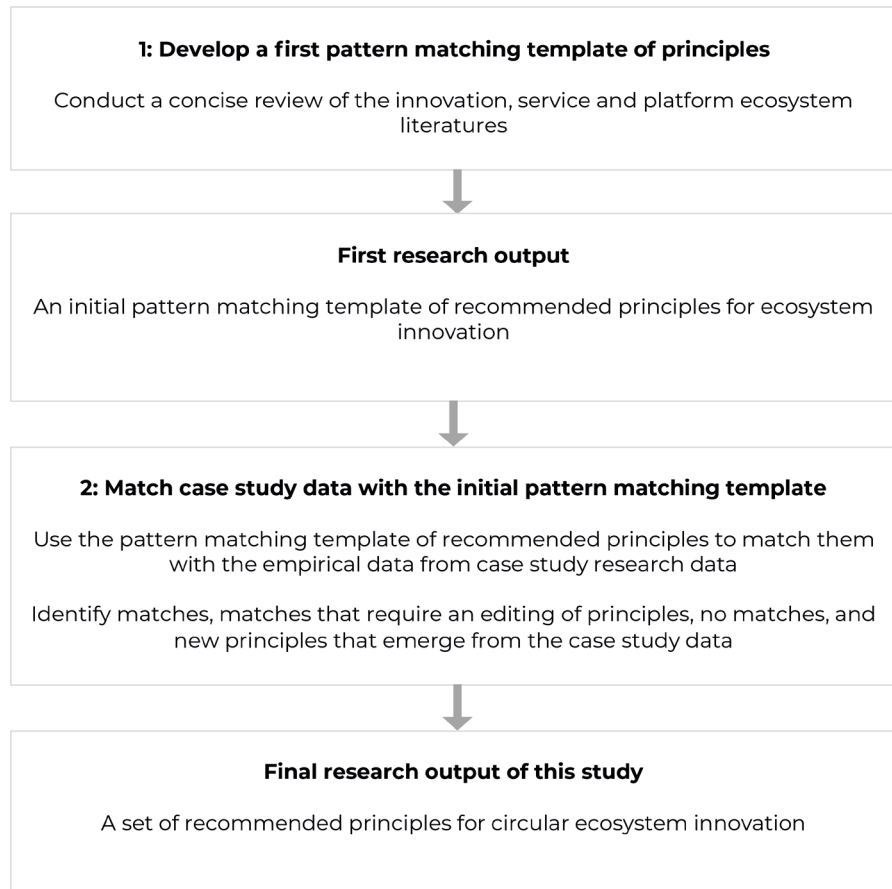 1: Develop a first pattern matching template of principles
Conduct a concise review of the innovation, service and platform ecosystem
literatures
First research output
An initial pattern matching template of recommended principles for ecosystem
innovation
2: Match case study data with the initial pattern matching template
Use the pattern matching template of recommended principles to match them
with the empirical data from case study research data
Identify matches, matches that require an editing of principles, no matches, and
new principles that emerge from the case study data
Final research output of this study
A set of recommended principles for circular ecosystem innovation